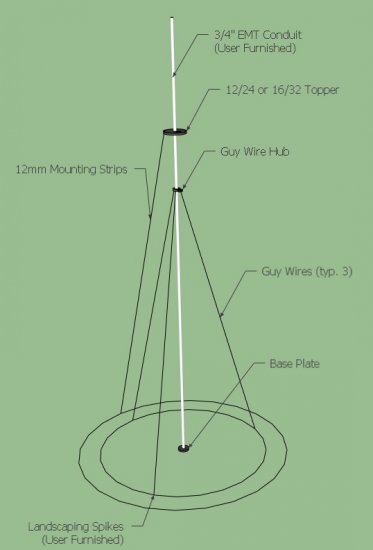 3/4" EMT Conduit
(User Furnished)
12/24 or 16/32 Topper
Guy Wire Hub
12mm Mounting Strips
Guy Wires (typ. 3)
Base Plate
Landscaping Spikes
(User Furnished)